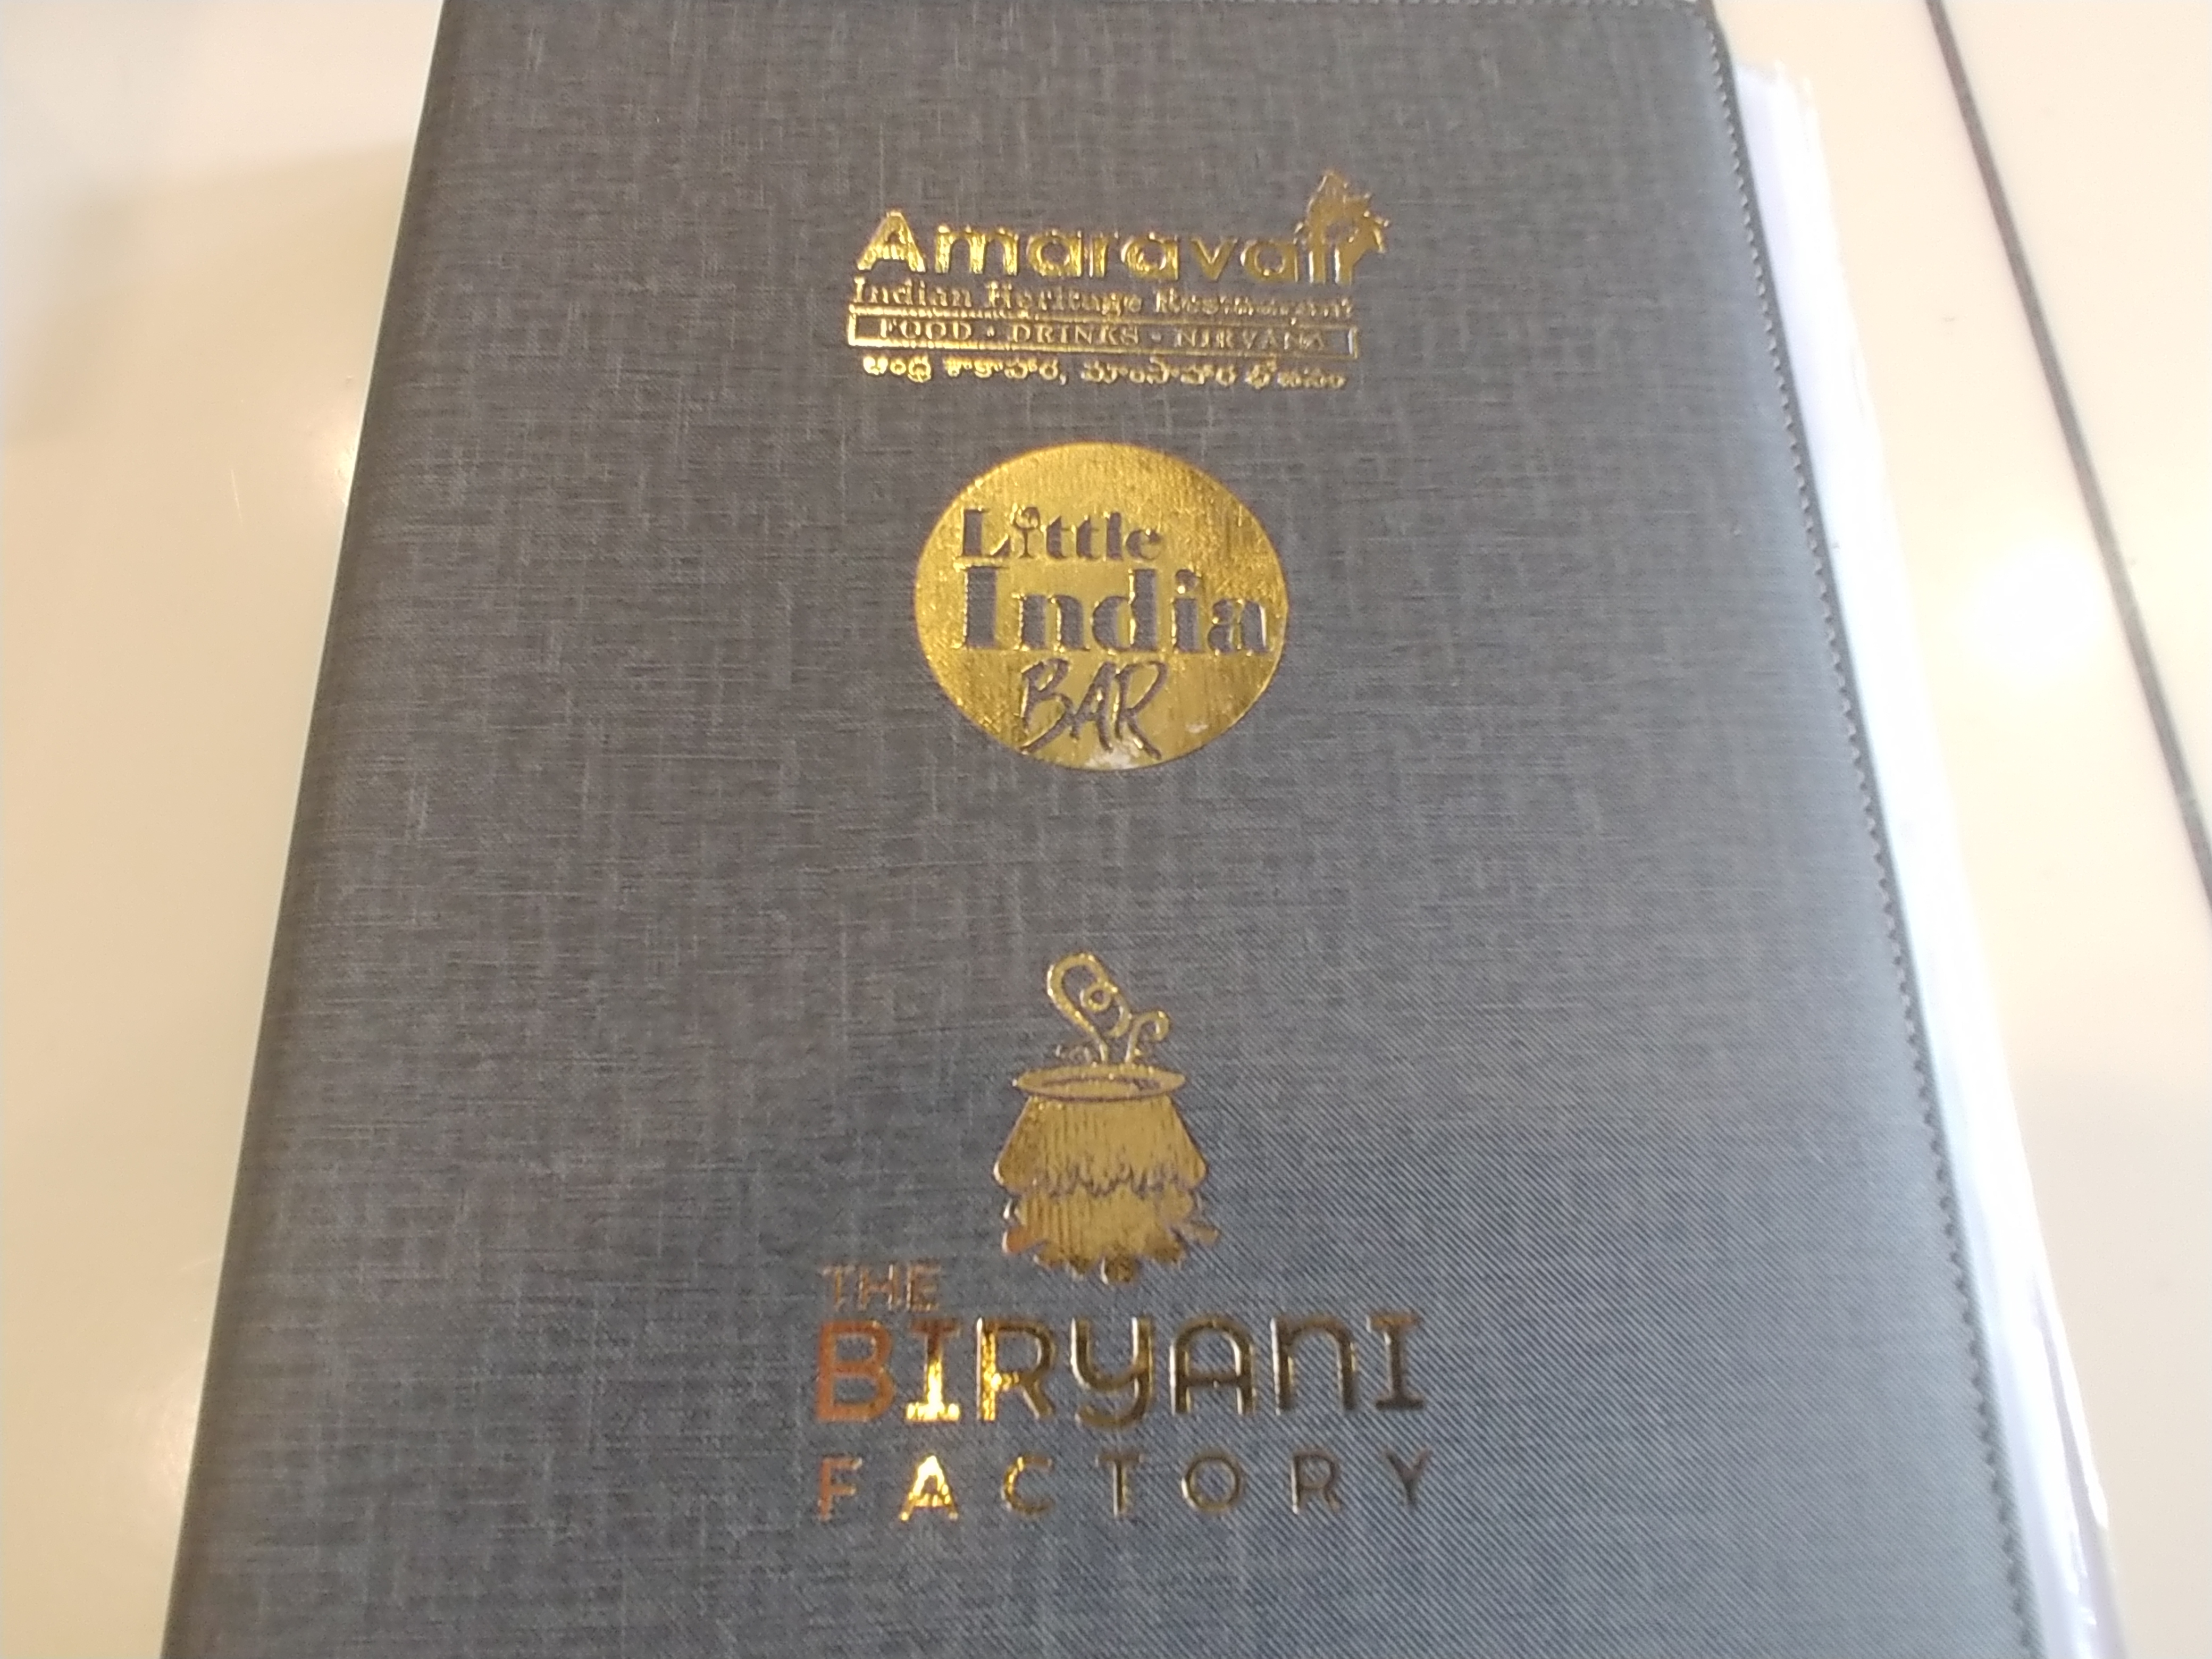 Amaravati
Indian Heritage Restaurant
FOOD • DRINKS • NIRVANA
ఆంధ్ర శాకాహార, మాంసాహార భోజనం
Little
India
BAR
THE
BIRYANI
FACTORY